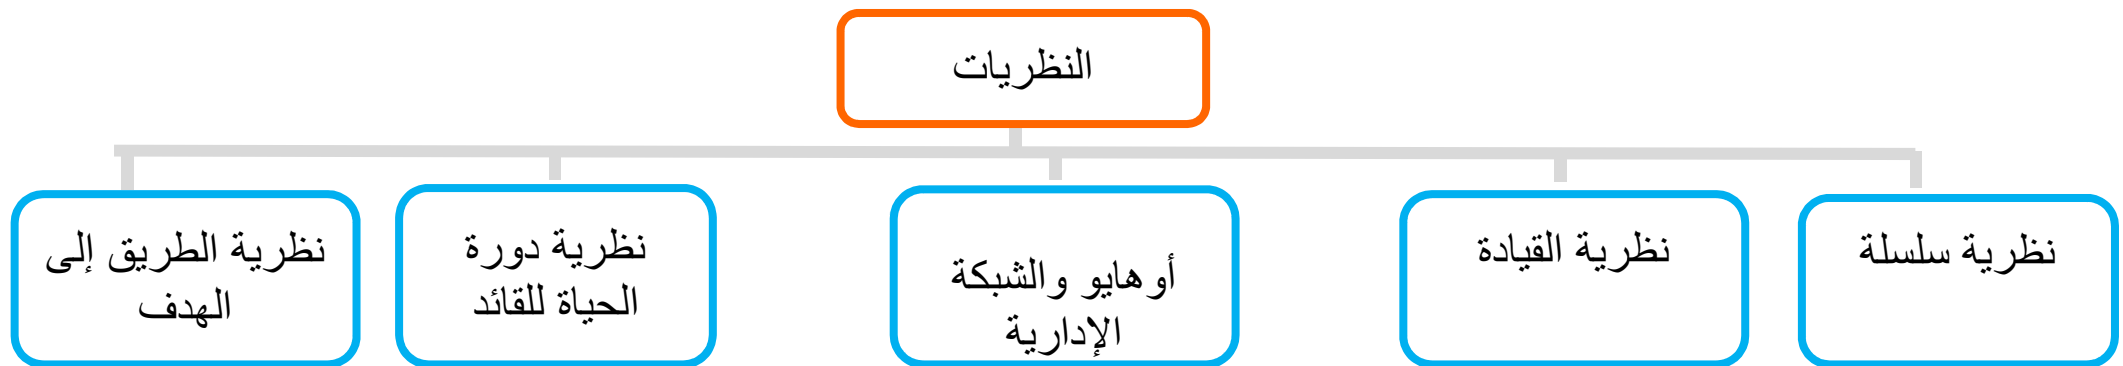 النظريات
نظرية سلسلة
نظرية القيادة
أوهايو والشبكة
الإدارية
نظرية دورة
الحياة للقائد
نظرية الطريق إلى
الهدف